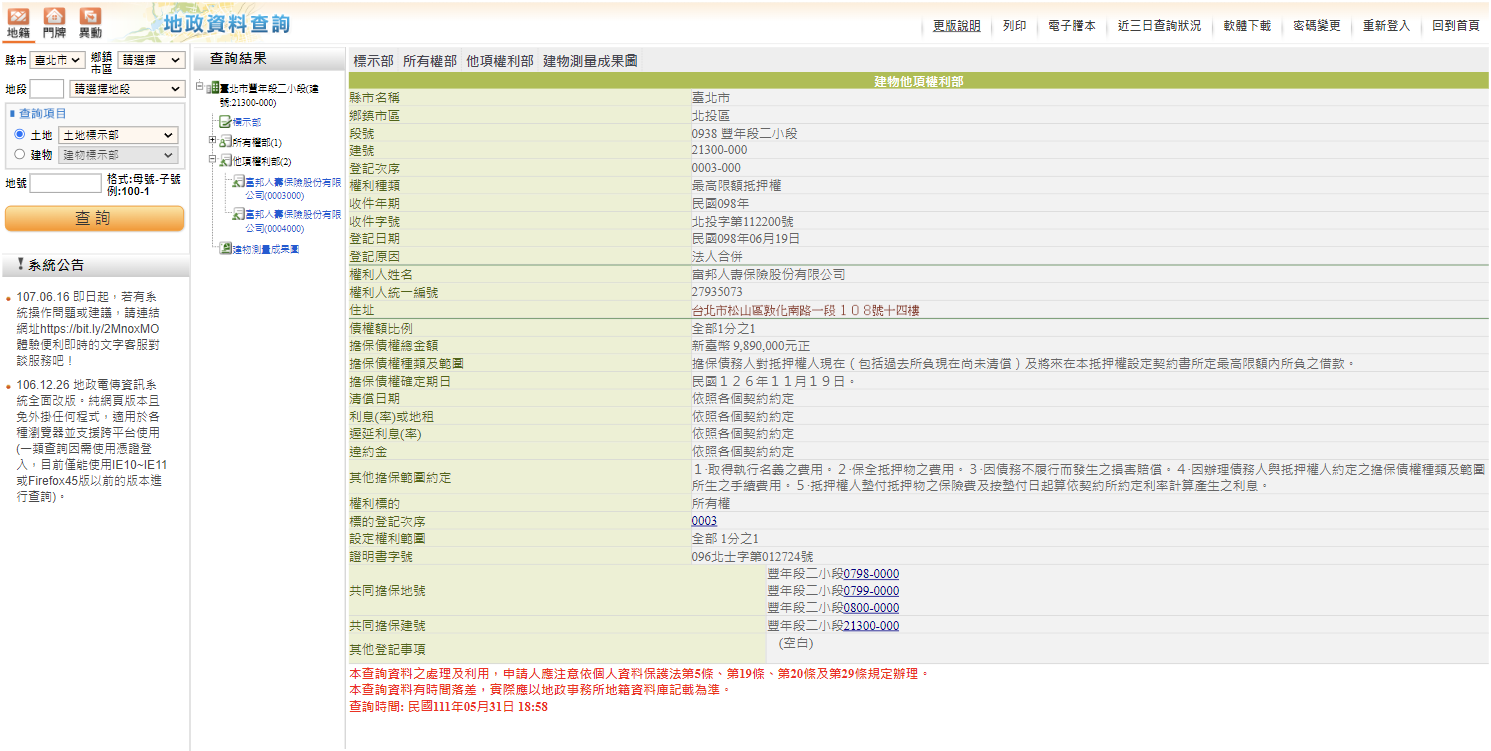 地籍 門牌 異動
地政資料查詢
更版說明 列印 電子謄本 近三日查詢狀況 軟體下載 密碼變更 重新登入 回到首頁
縣市 臺北市 鄉鎮市區 請選擇
地段 請選擇地段
查詢項目
土地 土地標示部
建物 建物標示部
地號 格式:母號-子號
例:100-1
查詢
系統公告
107.06.16 即日起，若有系
統操作問題或建議，請連結
網址https://bit.ly/2MnoxMO
體驗便利即時的文字客服對
談服務吧！
106.12.26 地政電傳資訊系
統全面改版。純網頁版本且
免外掛任何程式，適用於各
種瀏覽器並支援跨平台使用
(一類查詢因需使用憑證登
入，目前僅能使用IE10~IE11
或Firefox45版以前的版本進
行查詢)。
查詢結果
臺北市豐年段二小段(建
號:21300-000)
標示部
所有權部(1)
他項權利部(2)
富邦人壽保險股份有限
公司(0003000)
富邦人壽保險股份有限
公司(0004000)
建物測量成果圖
標示部 所有權部 他項權利部 建物測量成果圖
建物他項權利部
縣市名稱 臺北市
鄉鎮市區 北投區
段號 0938 豐年段二小段
建號 21300-000
登記次序 0003-000
權利種類 最高限額抵押權
收件年期 民國098年
收件字號 北投字第112200號
登記日期 民國098年06月19日
登記原因 法人合併
權利人姓名 富邦人壽保險股份有限公司
權利人統一編號 27935073
住址 台北市松山區敦化南路一段１０８號十四樓
債權額比例 全部1分之1
擔保債權總金額 新臺幣 9,890,000元正
擔保債權種類及範圍 擔保債務人對抵押權人現在（包括過去所負現在尚未清償）及將來在本抵押權設定契約書所定最高限額內所負之借款。
擔保債權確定期日 民國１２６年１１月１９日。
清償日期 依照各個契約約定
利息(率)或地租 依照各個契約約定
遲延利息(率) 依照各個契約約定
違約金 依照各個契約約定
其他擔保範圍約定 １‧取得執行名義之費用。２‧保全抵押物之費用。３‧因債務不履行而發生之損害賠償。４‧因辦理債務人與抵押權人約定之擔保債權種類及範圍
所生之手續費用。５‧抵押權人墊付抵押物之保險費及按墊付日起算依契約所約定利率計算產生之利息。
權利標的 所有權
標的登記次序 0003
設定權利範圍 全部 1分之1
證明書字號 096北士字第012724號
共同擔保地號 豐年段二小段0798-0000
豐年段二小段0799-0000
豐年段二小段0800-0000
共同擔保建號 豐年段二小段21300-000
其他登記事項 (空白)
本查詢資料之處理及利用，申請人應注意依個人資料保護法第5條、第19條、第20條及第29條規定辦理。
本查詢資料有時間落差，實際應以地政事務所地籍資料庫記載為準。
查詢時間: 民國111年05月31日 18:58